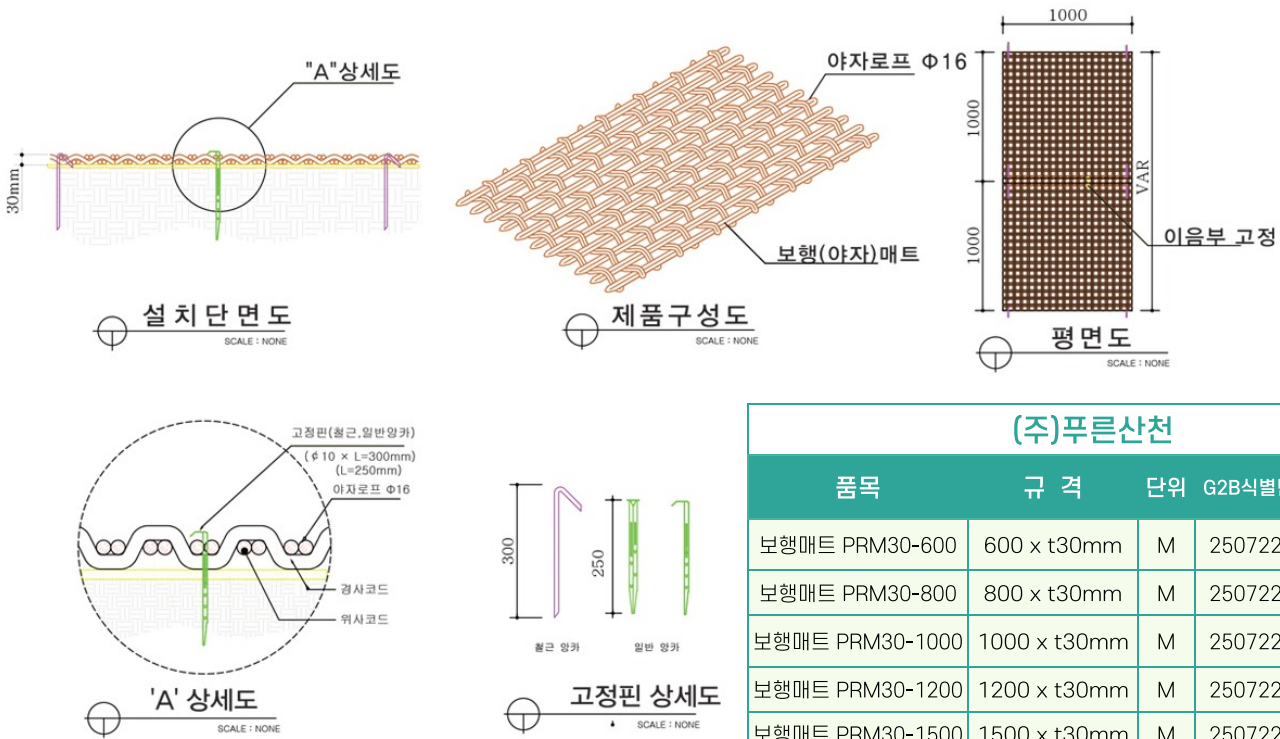 "A"상세도
30mm
설치단면도
SCALE : NONE
야자로프 Φ16
보행(야자)매트
제품구성도
SCALE : NONE
1000
1000
1000
VAR
이음부 고정
평면도
SCALE : NONE
고정핀(철근,일반앙카)
(¢10 × L=300mm)
(L=250mm)
야자로프 Φ16
경사코드
위사코드
'A' 상세도
SCALE : NONE
300
250
철근 앙카
일반 앙카
고정핀 상세도
SCALE : NONE
(주)푸른산천
품목 규 격 단위 G2B식별
보행매트 PRM30-600 600 x t30mm M 250722
보행매트 PRM30-800 800 x t30mm M 250722
보행매트 PRM30-1000 1000 x t30mm M 250722
보행매트 PRM30-1200 1200 x t30mm M 250722
보행매트 PRM30-1500 1500 x t30mm M 250722